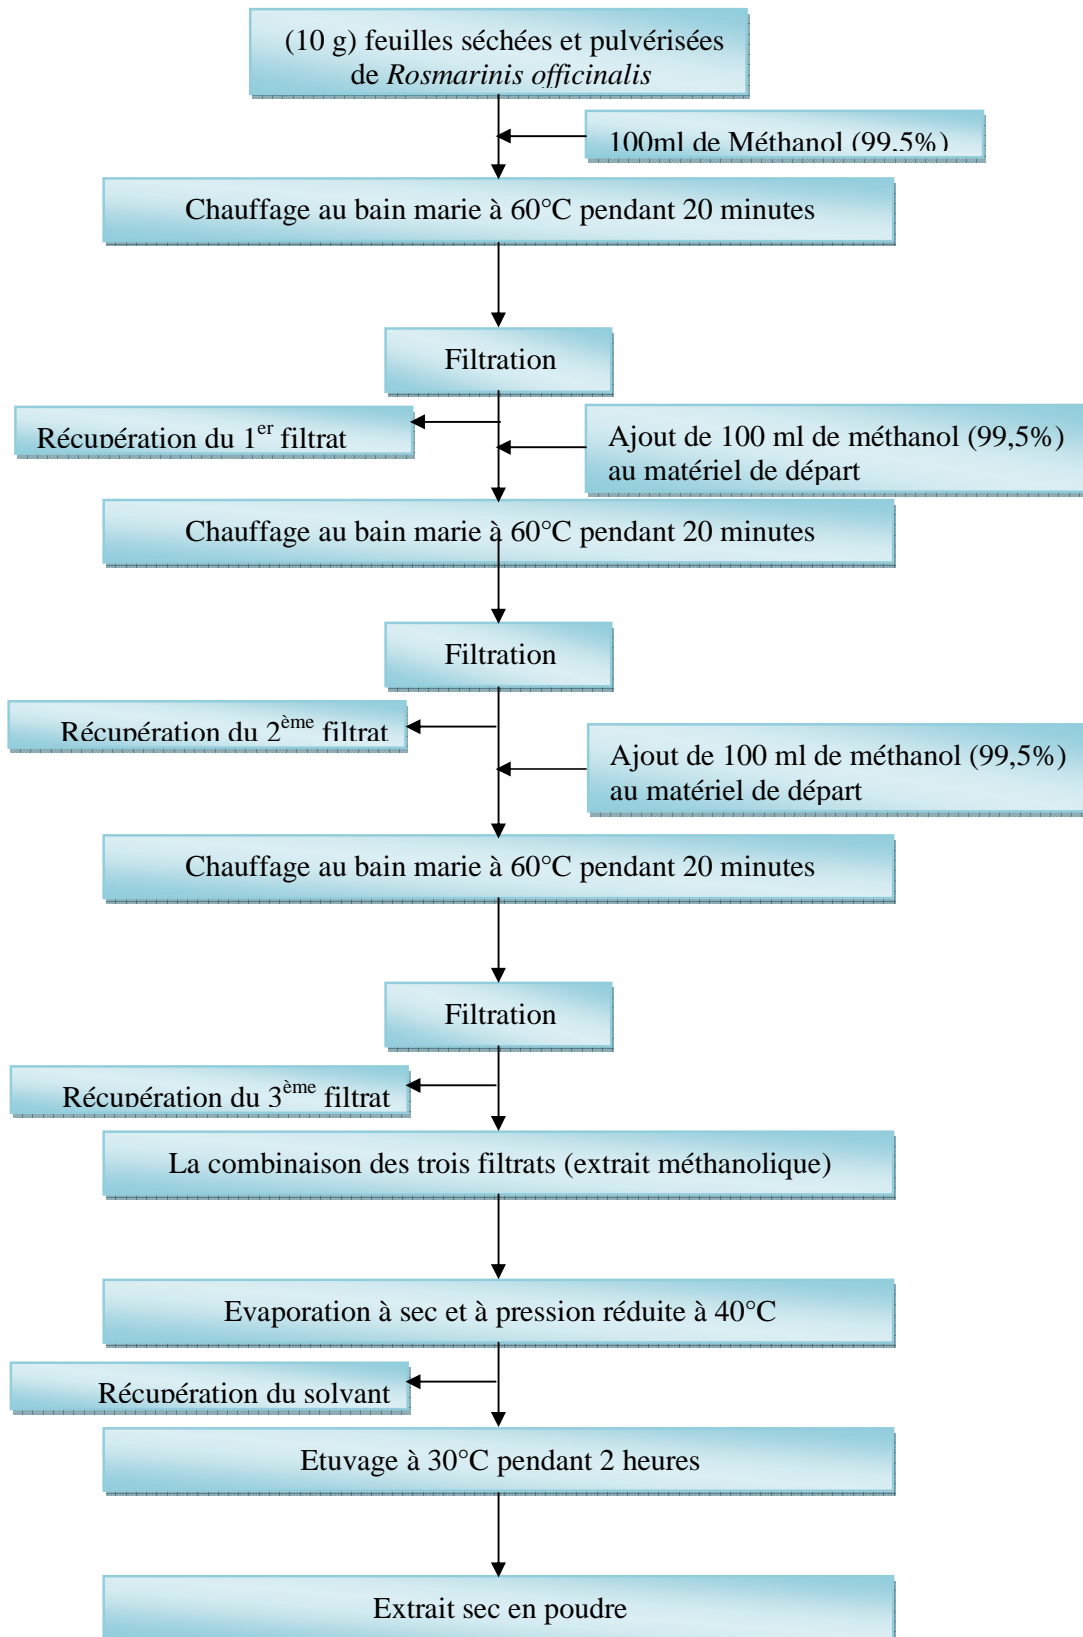 (10 g) feuilles séchées et pulvérisées
de Rosmarinis officinalis
100ml de Méthanol (99,5%)
Chauffage au bain marie à 60°C pendant 20 minutes
Filtration
Récupération du 1er filtrat
Ajout de 100 ml de méthanol (99,5%)
au matériel de départ
Chauffage au bain marie à 60°C pendant 20 minutes
Filtration
Récupération du 2ème filtrat
Ajout de 100 ml de méthanol (99,5%)
au matériel de départ
Chauffage au bain marie à 60°C pendant 20 minutes
Filtration
Récupération du 3ème filtrat
La combinaison des trois filtrats (extrait méthanolique)
Evaporation à sec et à pression réduite à 40°C
Récupération du solvant
Etuvage à 30°C pendant 2 heures
Extrait sec en poudre